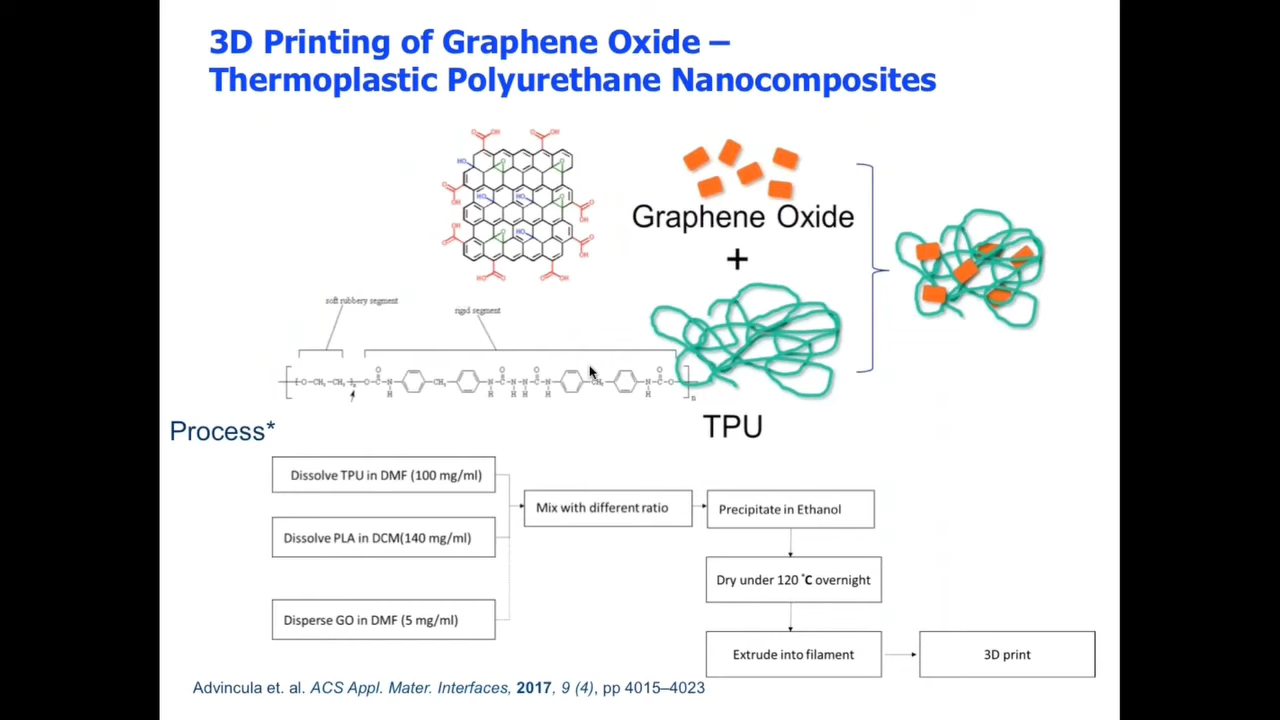 3D Printing of Graphene Oxide –
Thermoplastic Polyurethane Nanocomposites
Graphene Oxide
+
TPU
soft rubbery segment
rigid segment
Process*
Dissolve TPU in DMF (100 mg/ml)
Dissolve PLA in DCM(140 mg/ml)
Disperse GO in DMF (5 mg/ml)
Mix with different ratio
Precipitate in Ethanol
Dry under 120 °C overnight
Extrude into filament
3D print
Advincula et. al. ACS Appl. Mater. Interfaces, 2017, 9 (4), pp 4015–4023